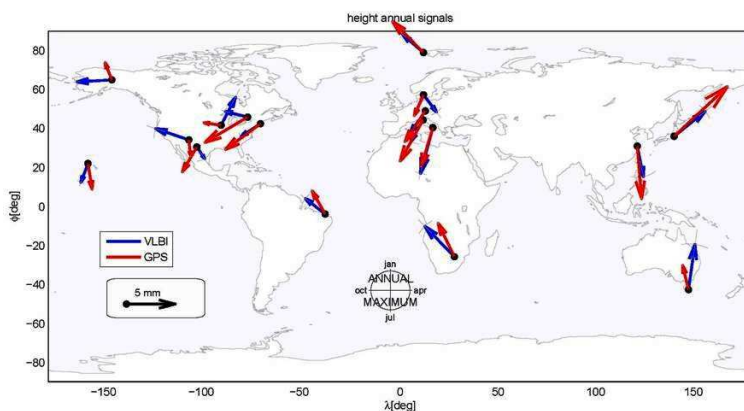 height annual signals
80
60
40
20
0
−20
−40
−60
−80
ϕ[deg]
VLBI
GPS
5 mm
jan
ANNUAL
oct apr
MAXIMUM
jul
−150 −100 −50 0 50 100 150
λ[deg]